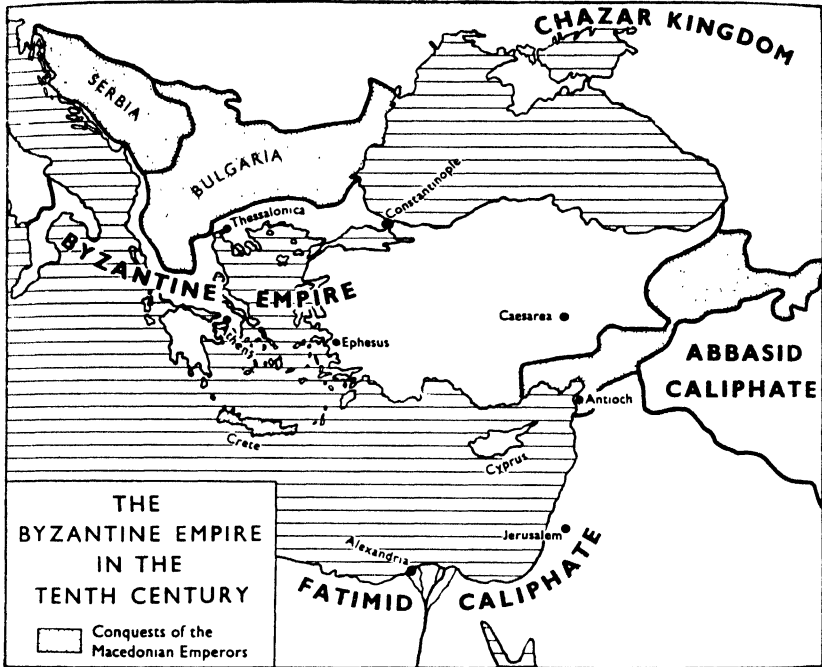 CHAZAR KINGDOM
SERBIA
BULGARIA
Constantinople
Thessalonica
BYZANTINE EMPIRE
Caesarea
Athens
Ephesus
ABBASID
CALIPHATE
Antioch
Crete
Cyprus
Jerusalem
Alexandria
FATIMID CALIPHATE
THE
BYZANTINE EMPIRE
IN THE
TENTH CENTURY
Conquests of the
Macedonian Emperors